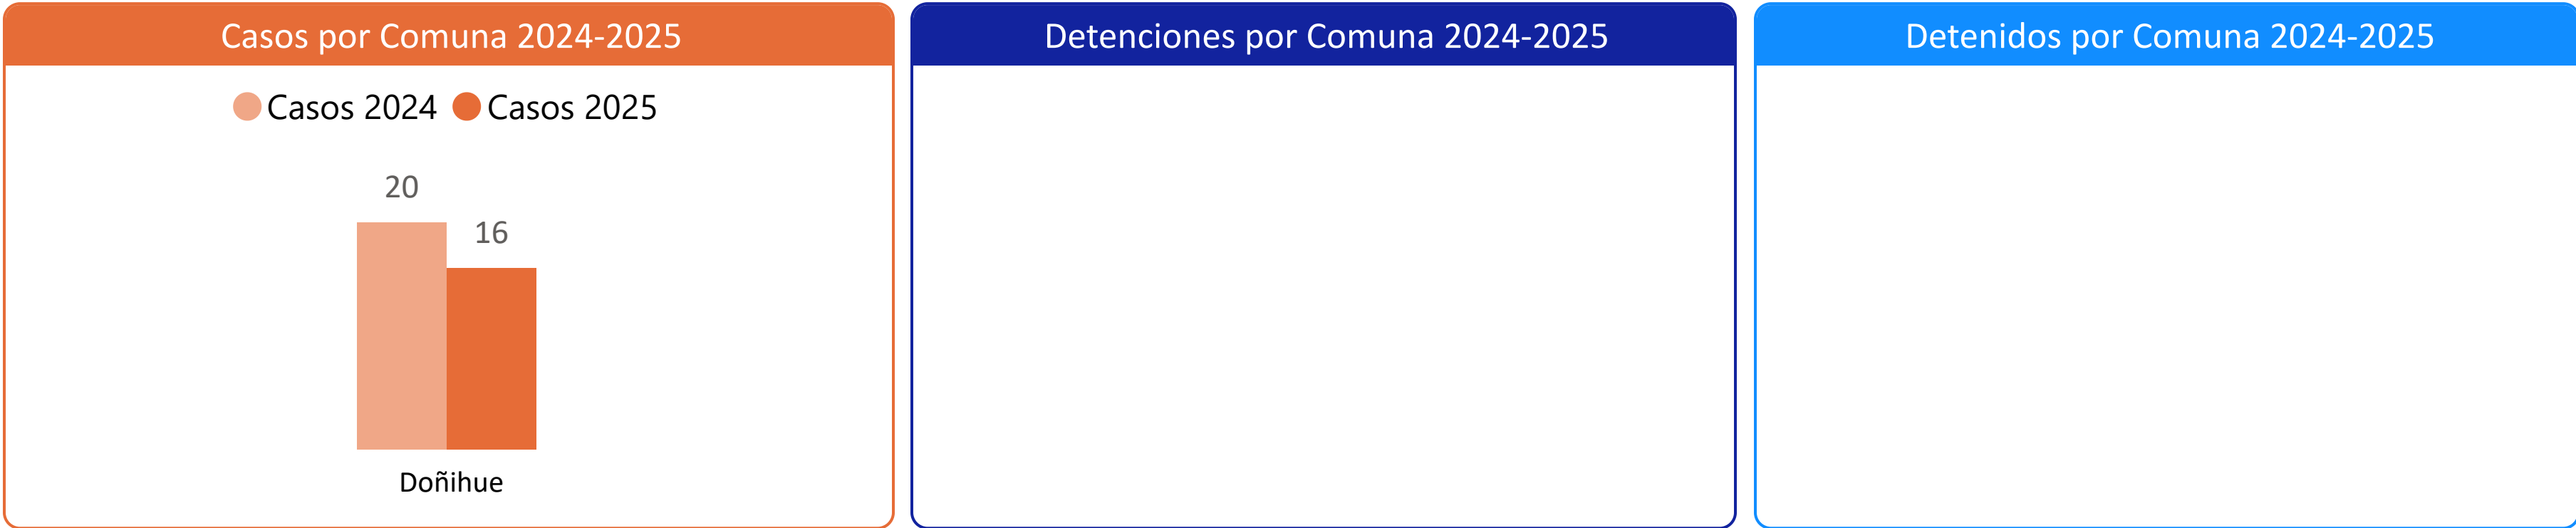 Casos por Comuna 2024-2025
Casos 2024 Casos 2025
20
16
Doñihue
Detenciones por Comuna 2024-2025
Detenidos por Comuna 2024-2025